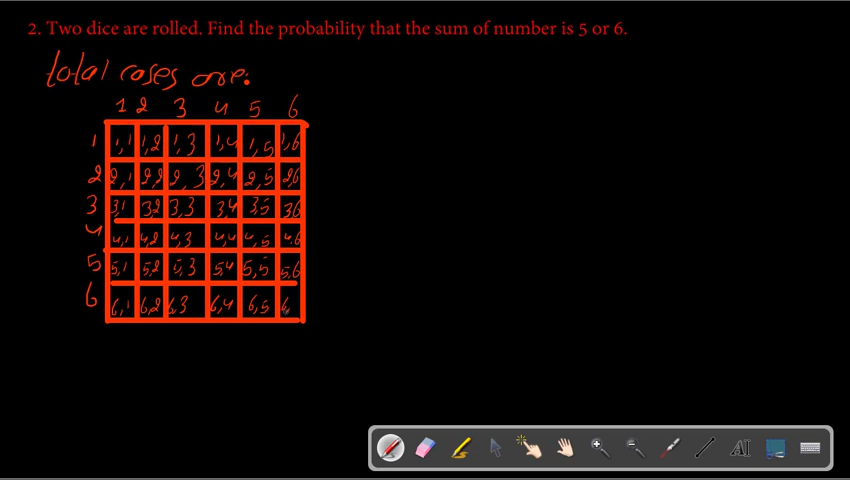 2. Two dice are rolled. Find the probability that the sum of number is 5 or 6.
total cases are:
1 2 3 4 5 6
1 1,1 1,2 1,3 1,4 1,5 1,6
2 2,1 2,2 2,3 2,4 2,5 2,6
3 3,1 3,2 3,3 3,4 3,5 3,6
4 4,1 4,2 4,3 4,4 4,5 4,6
5 5,1 5,2 5,3 5,4 5,5 5,6
6 6,1 6,2 6,3 6,4 6,5 6,
AI